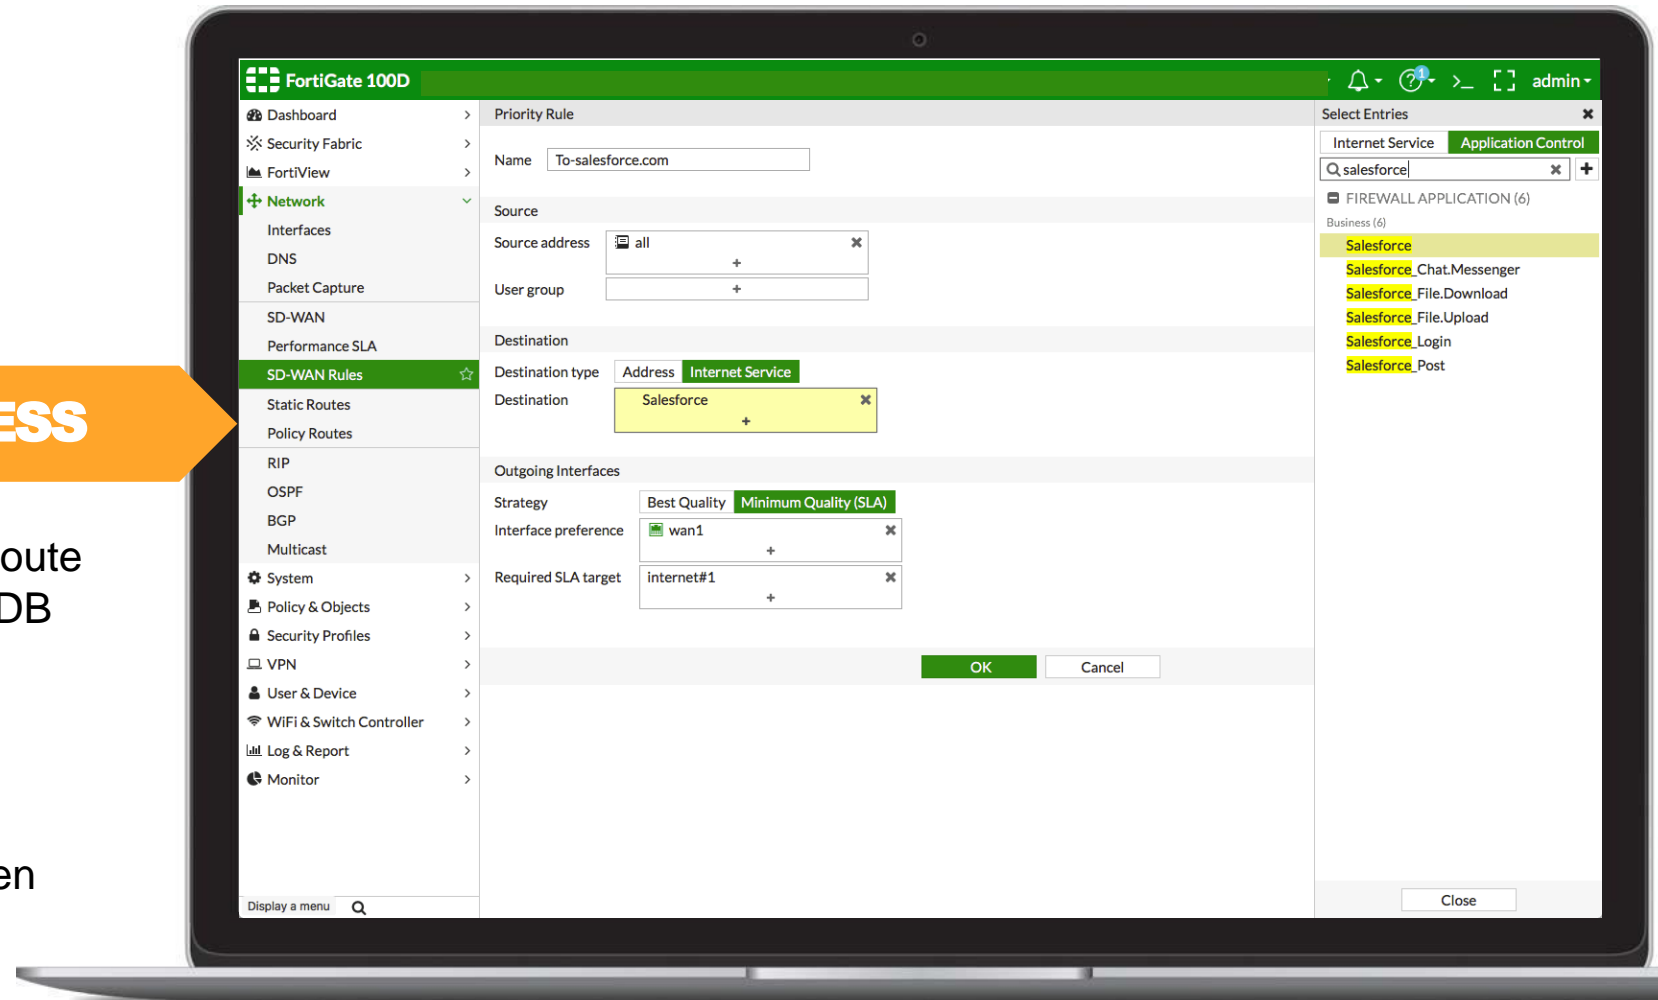 ESS
oute
DB
en
FortiGate 100D
1
>_
admin
Dashboard
Security Fabric
FortiView
Network
Interfaces
DNS
Packet Capture
SD-WAN
Performance SLA
SD-WAN Rules
Static Routes
Policy Routes
RIP
OSPF
BGP
Multicast
System
Policy & Objects
Security Profiles
VPN
User & Device
WiFi & Switch Controller
Log & Report
Monitor
Display a menu
Priority Rule
Name To-salesforce.com
Source
Source address all
+
User group +
Destination
Destination type Address Internet Service
Destination Salesforce
+
Outgoing Interfaces
Strategy Best Quality Minimum Quality (SLA)
Interface preference wan1
+
Required SLA target internet#1
+
OK Cancel
Select Entries
Internet Service Application Control
salesforce
FIREWALL APPLICATION (6)
Business (6)
Salesforce
Salesforce_Chat.Messenger
Salesforce_File.Download
Salesforce_File.Upload
Salesforce_Login
Salesforce_Post
Close